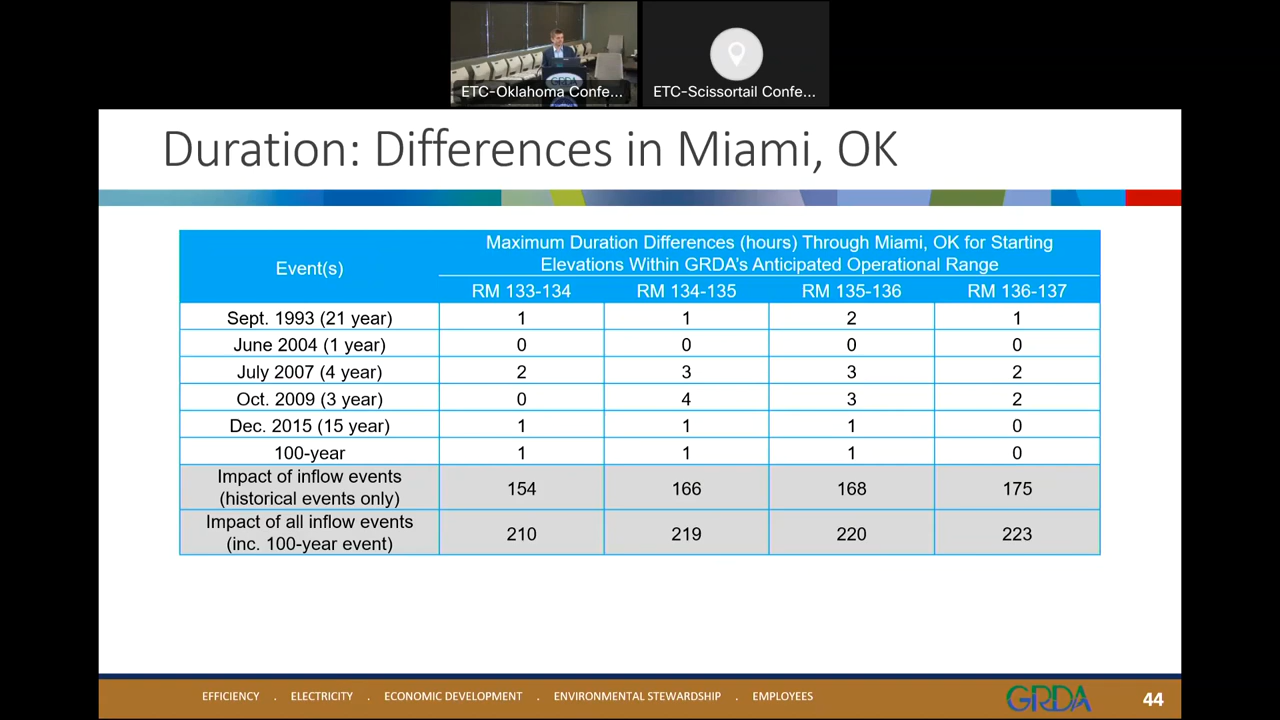 ETC-Oklahoma Confe...
ETC-Scissortail Confe...
GRDA
Duration: Differences in Miami, OK
Event(s)
Maximum Duration Differences (hours) Through Miami, OK for Starting
Elevations Within GRDA's Anticipated Operational Range
RM 133-134 RM 134-135 RM 135-136 RM 136-137
Sept. 1993 (21 year) 1 1 2 1
June 2004 (1 year) 0 0 0 0
July 2007 (4 year) 2 3 3 2
Oct. 2009 (3 year) 0 4 3 2
Dec. 2015 (15 year) 1 1 1 0
100-year 1 1 1 0
Impact of inflow events
(historical events only) 154 166 168 175
Impact of all inflow events
(inc. 100-year event) 210 219 220 223
EFFICIENCY . ELECTRICITY . ECONOMIC DEVELOPMENT . ENVIRONMENTAL STEWARDSHIP . EMPLOYEES
GRDA
44